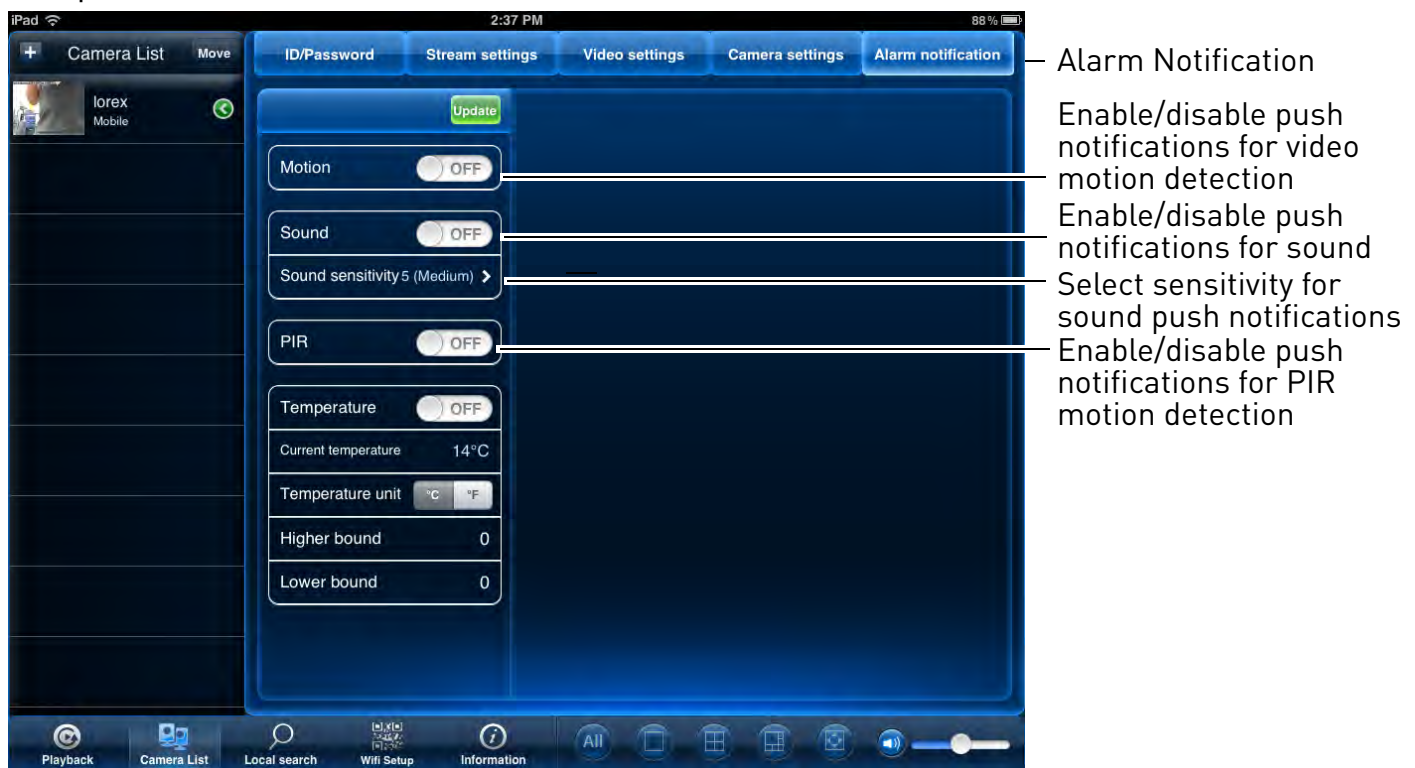 iPad 2:37 PM 88%
+ Camera List Move
ID/Password Stream settings Video settings Camera settings Alarm notification
lorex
Mobile
Update
Motion OFF
Sound OFF
Sound sensitivity 5 (Medium)
PIR OFF
Temperature OFF
Current temperature 14°C
Temperature unit °C °F
Higher bound 0
Lower bound 0
Playback Camera List Local search Wifi Setup Information All
Alarm Notification
Enable/disable push
notifications for video
motion detection
Enable/disable push
notifications for sound
Select sensitivity for
sound push notifications
Enable/disable push
notifications for PIR
motion detection